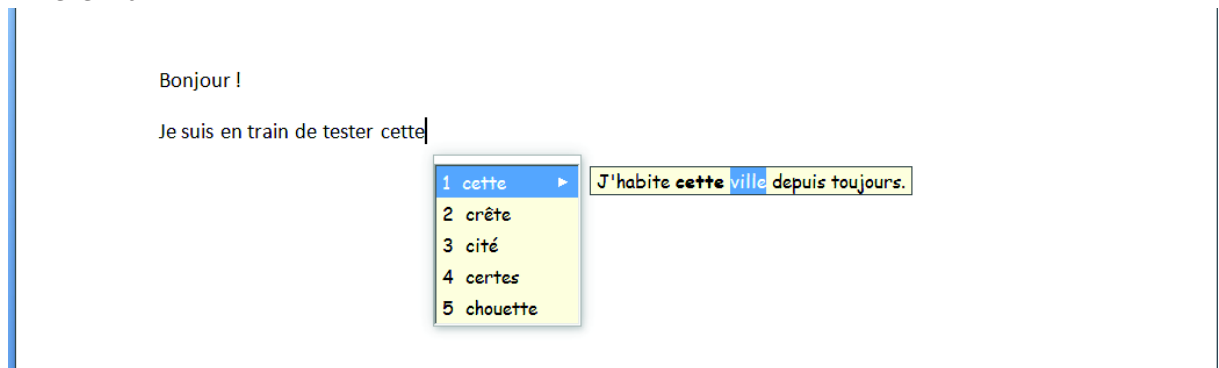 Bonjour !
Je suis en train de tester cette
1 cette
J'habite cette ville depuis toujours.
2 crête
3 cité
4 certes
5 chouette